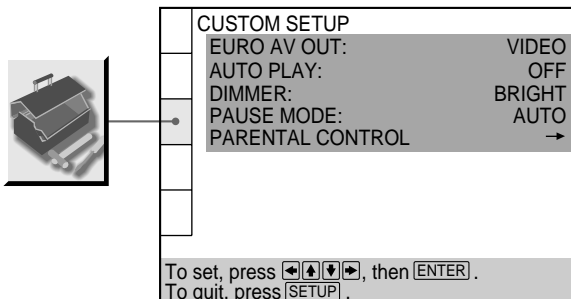 CUSTOM SETUP
EURO AV OUT: VIDEO
AUTO PLAY: OFF
DIMMER: BRIGHT
PAUSE MODE: AUTO
PARENTAL CONTROL →
To set, press ←↑↓→, then ENTER .
To quit, press SETUP .